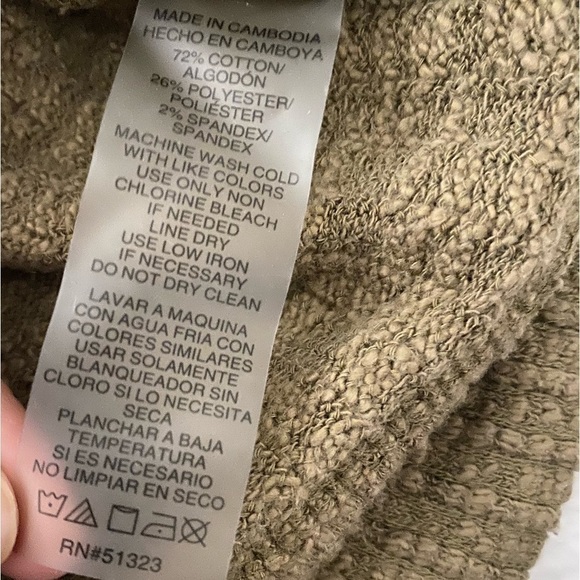 MADE IN CAMBODIA
HECHO EN CAMBOYA
72% COTTON/
ALGODÓN
26% POLYESTER/
POLIÉSTER
2% SPANDEX/
SPANDEX
MACHINE WASH COLD
WITH LIKE COLORS
USE ONLY NON
CHLORINE BLEACH
IF NEEDED
LINE DRY
USE LOW IRON
IF NECESSARY
DO NOT DRY CLEAN
LAVAR A MAQUINA
CON AGUA FRIA CON
COLORES SIMILARES
USAR SOLAMENTE
BLANQUEADOR SIN
CLORO SI LO NECESITA
SECA
PLANCHAR A BAJA
TEMPERATURA
SI ES NECESARIO
NO LIMPIAR EN SECO
RN#51323